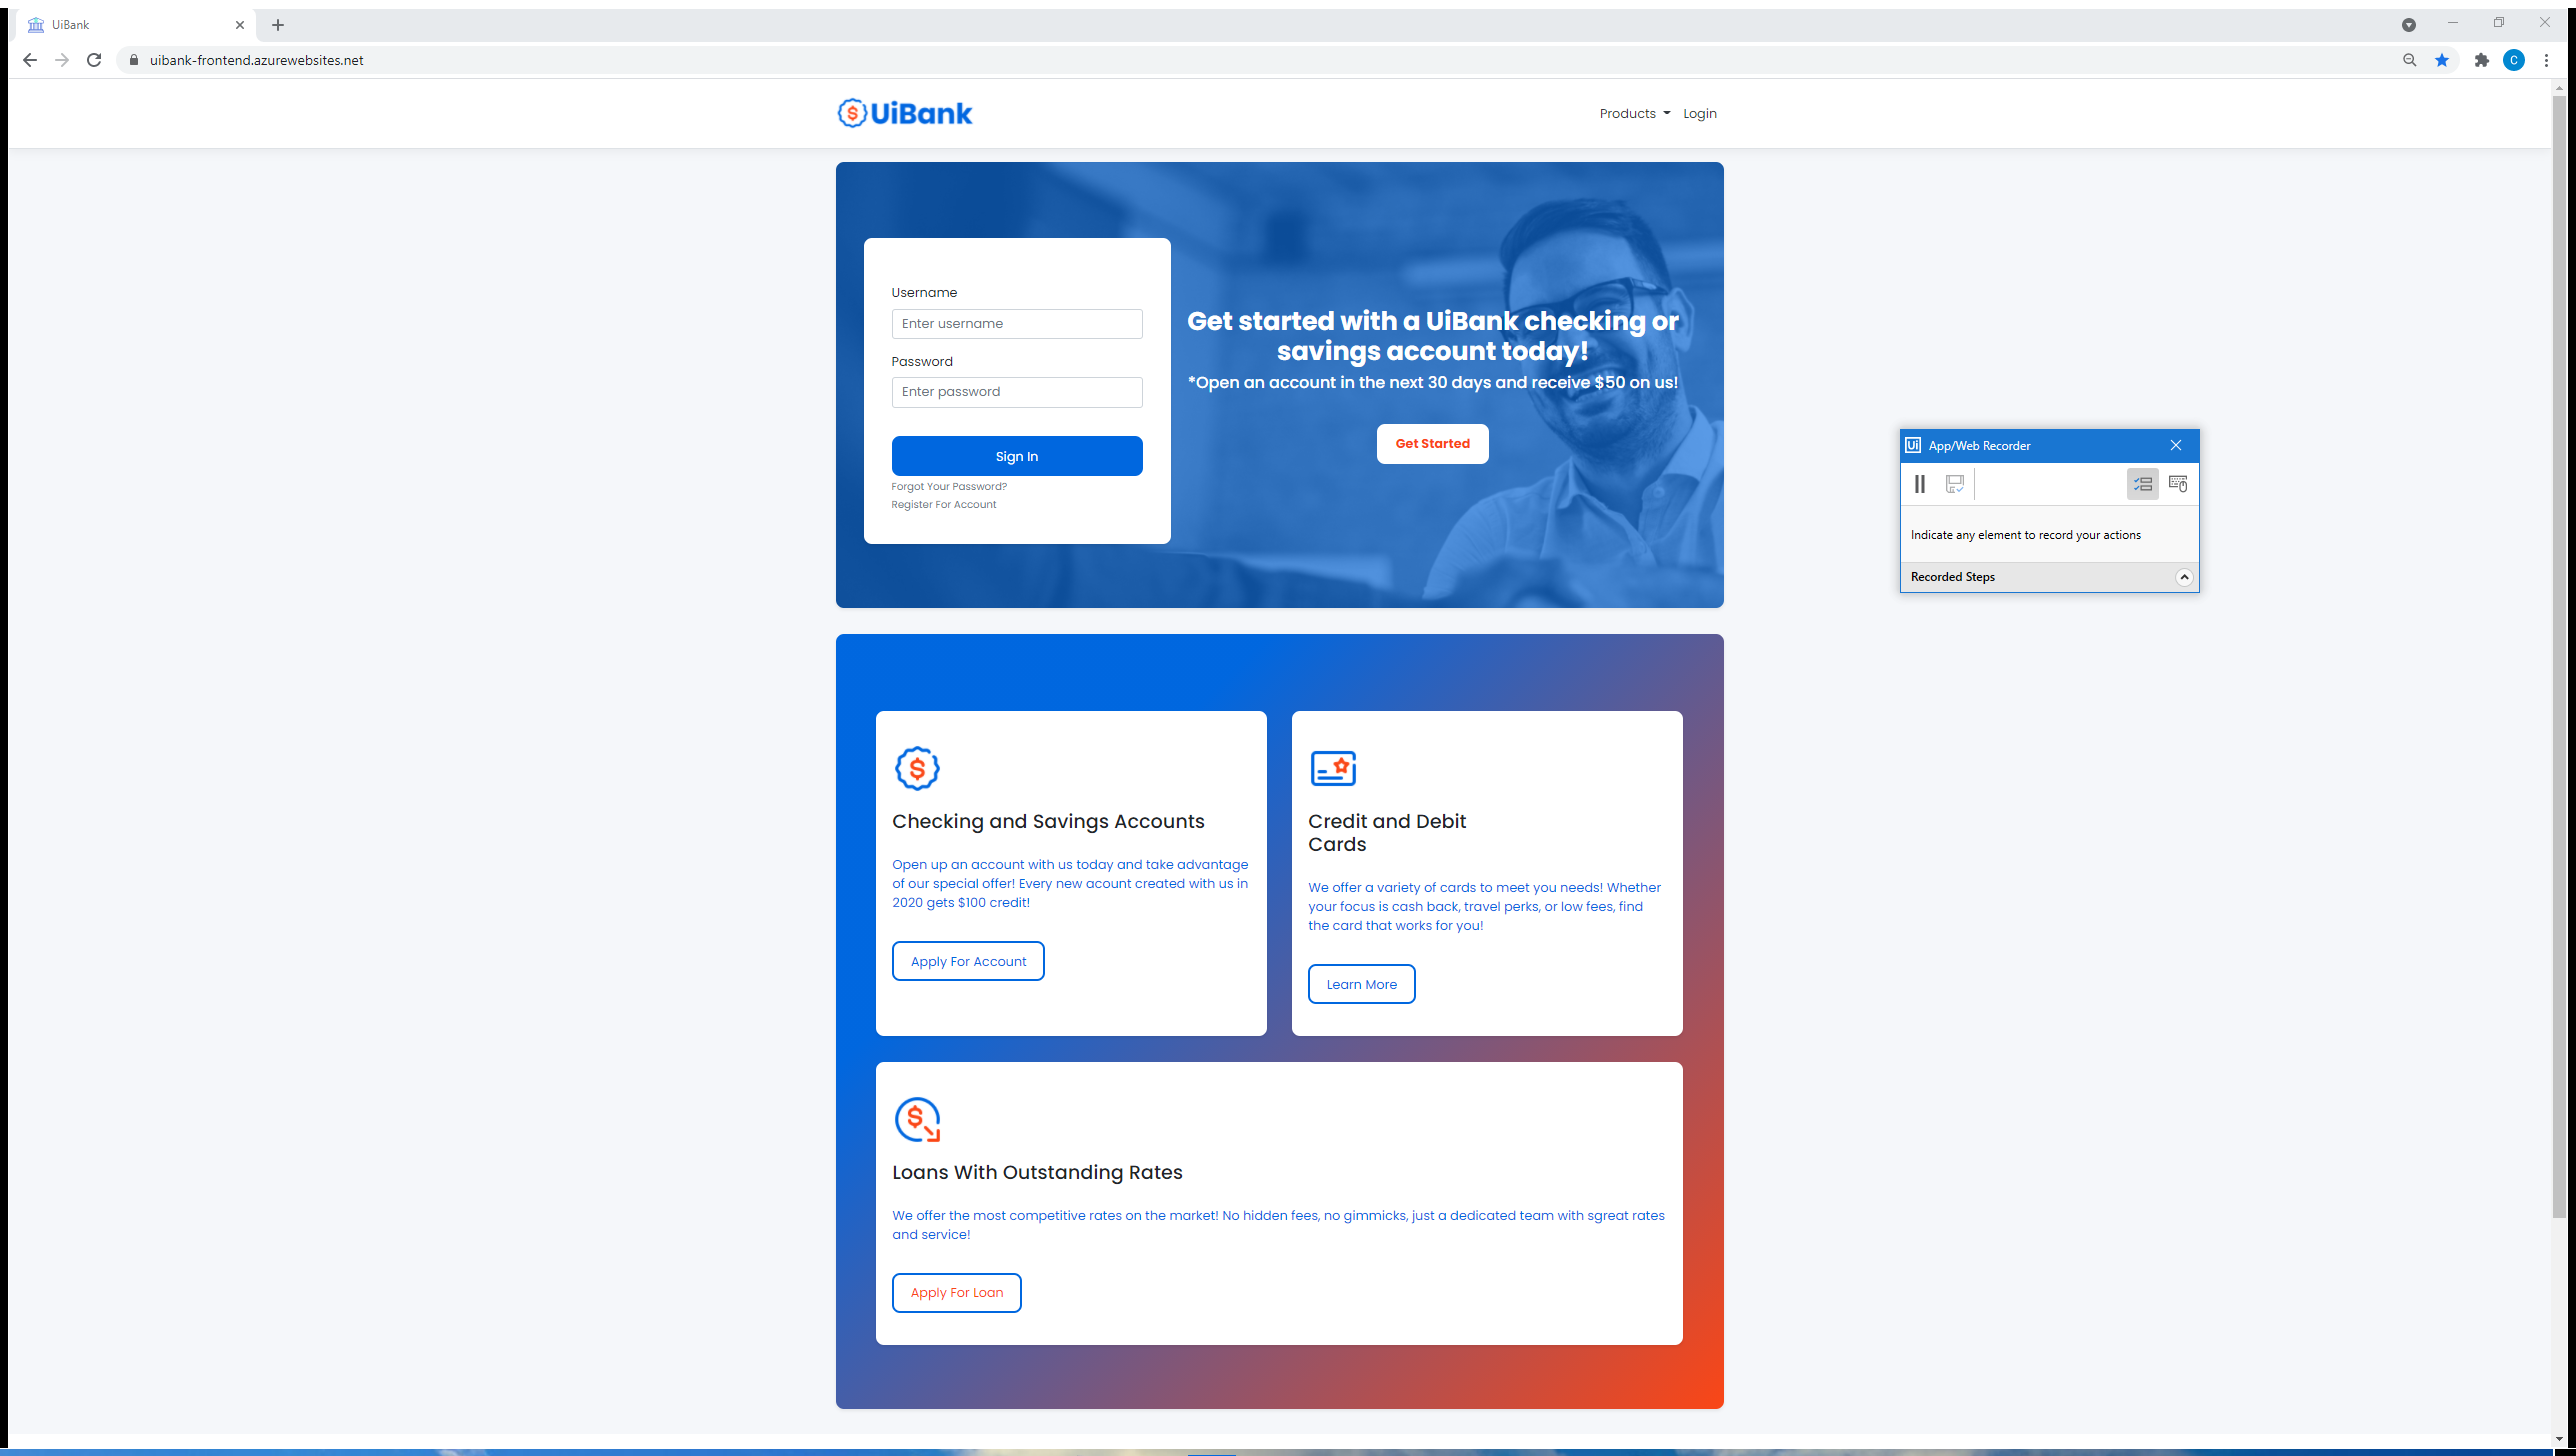 UiBank
uibank-frontend.azurewebsites.net
C
$ UiBank
Products
Login
Username
Enter username
Password
Enter password
Sign In
Forgot Your Password?
Register For Account
Get started with a UiBank checking or
savings account today!
*Open an account in the next 30 days and receive $50 on us!
Get Started
Ui App/Web Recorder
Indicate any element to record your actions
Recorded Steps
$
Checking and Savings Accounts
Open up an account with us today and take advantage
of our special offer! Every new acount created with us in
2020 gets $100 credit!
Apply For Account
Credit and Debit
Cards
We offer a variety of cards to meet you needs! Whether
your focus is cash back, travel perks, or low fees, find
the card that works for you!
Learn More
$
Loans With Outstanding Rates
We offer the most competitive rates on the market! No hidden fees, no gimmicks, just a dedicated team with sgreat rates
and service!
Apply For Loan